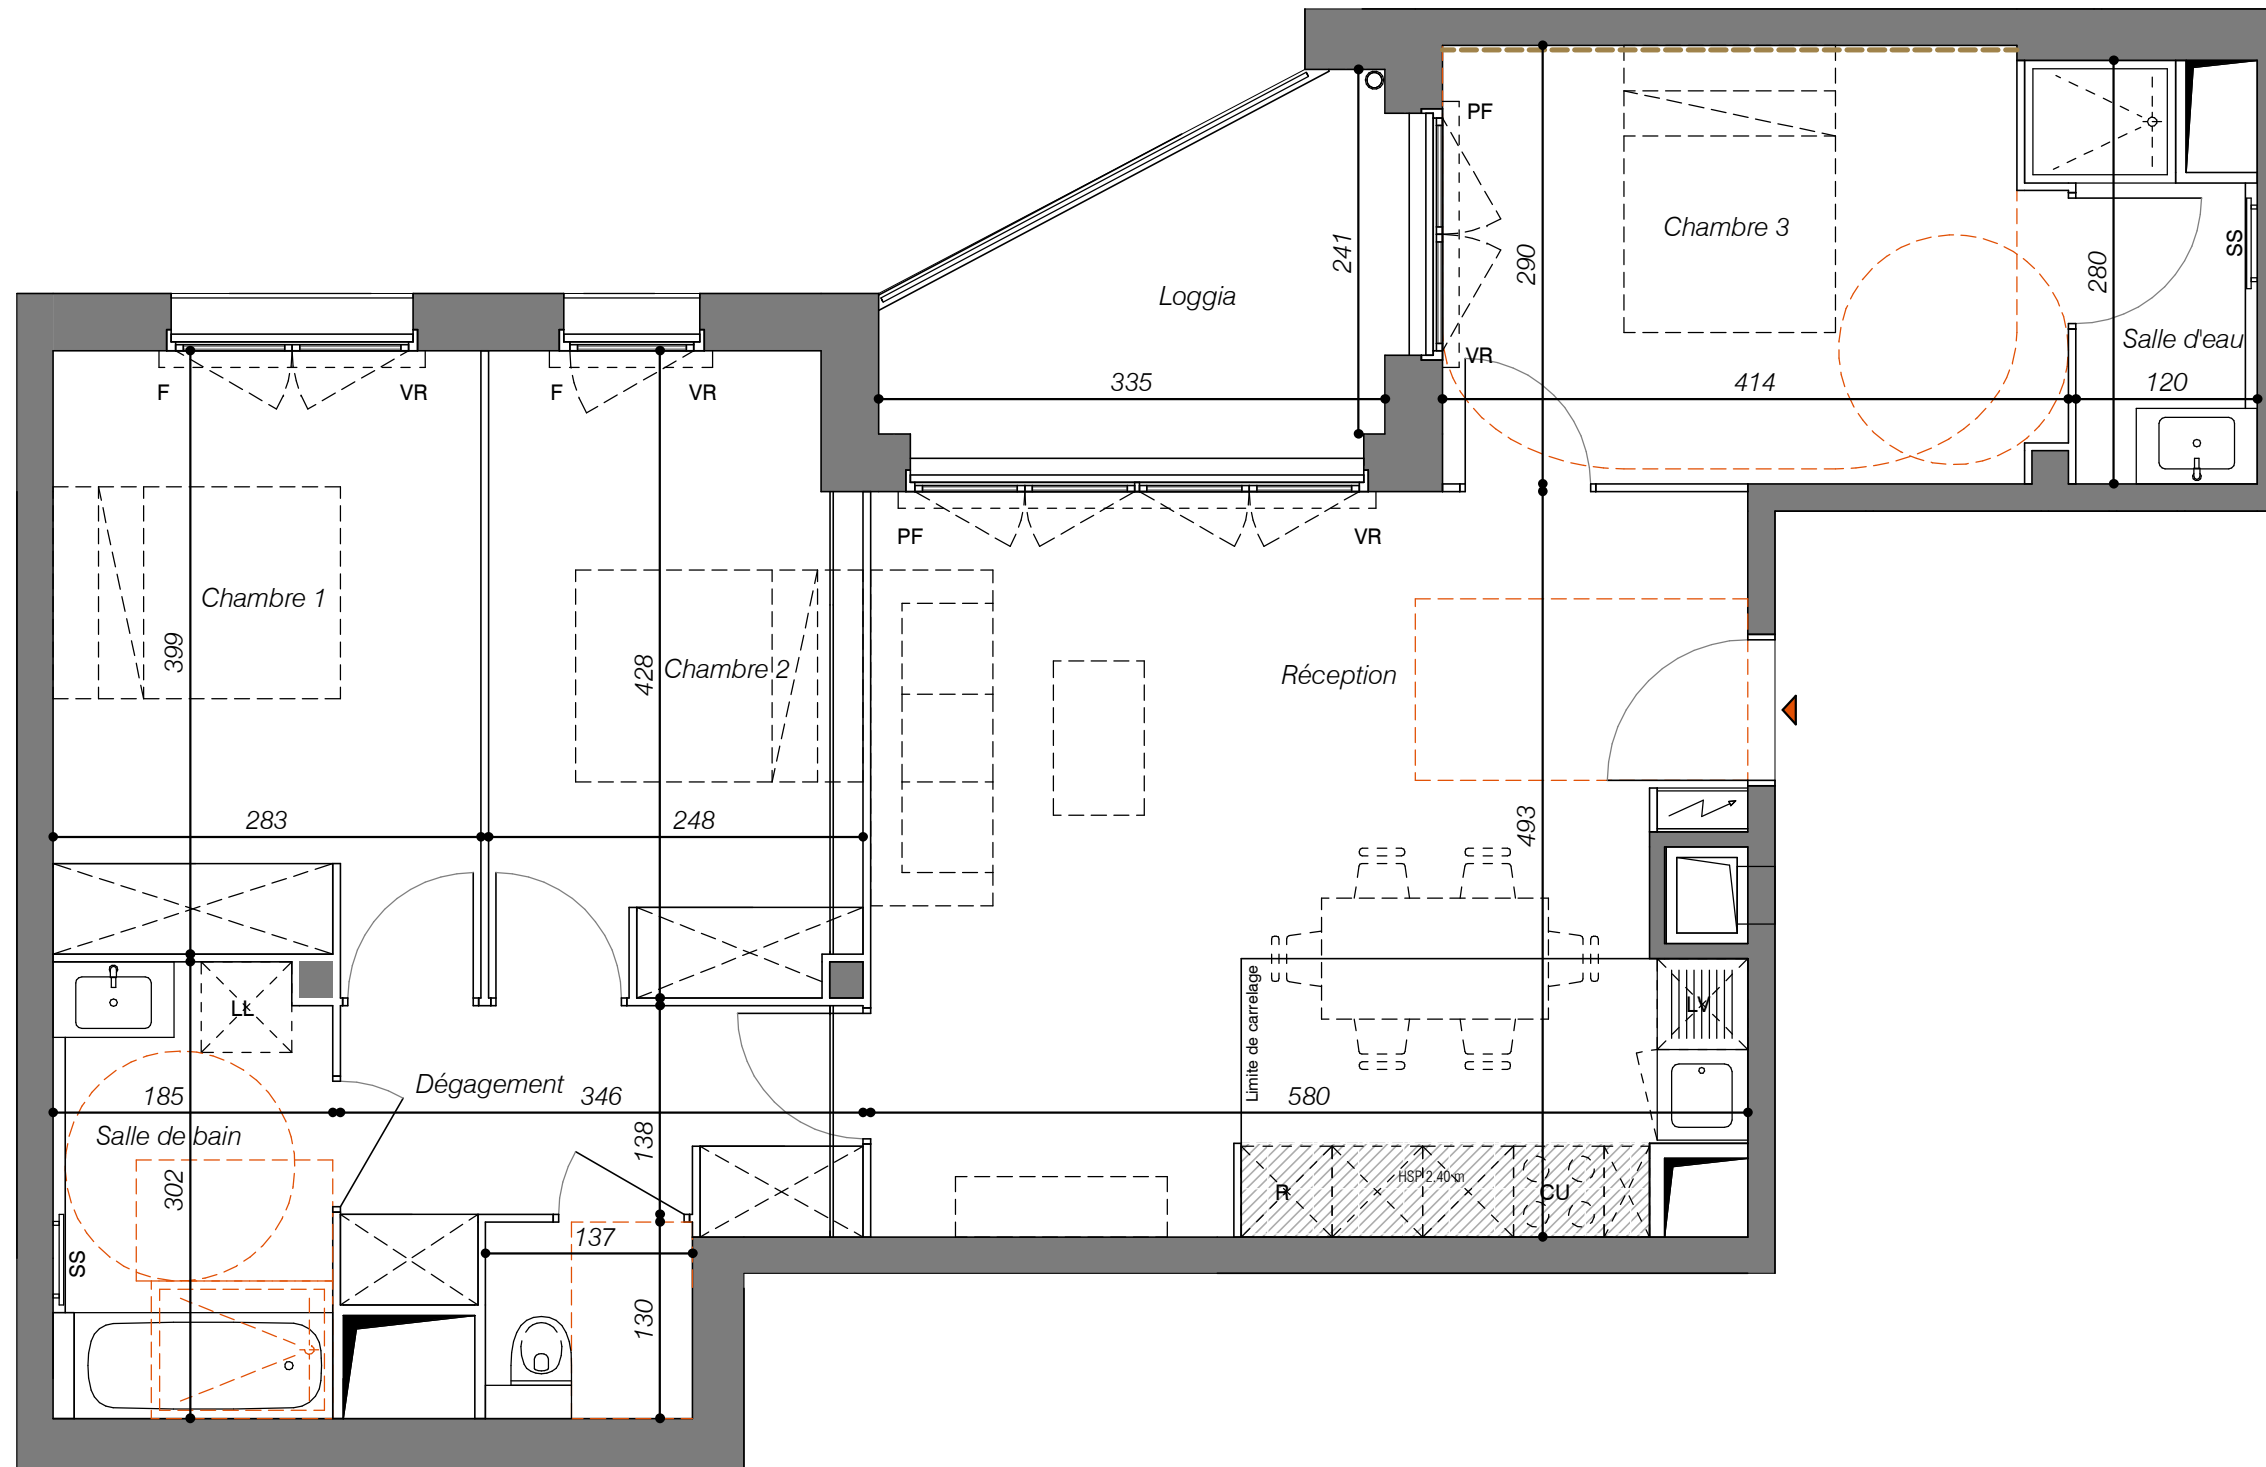 PF
Chambre 3
241
290
280
SS
Loggia
Salle d'eau
VR
F
VR
F
VR
335
414
120
PF
VR
Chambre 1
399
428
Chambre 2
Réception
283
248
493
Limite de carrelage
LL
LV
Dégagement
185
346
580
Salle de bain
138
302
HSP 2.40 m
R
CU
137
SS
130